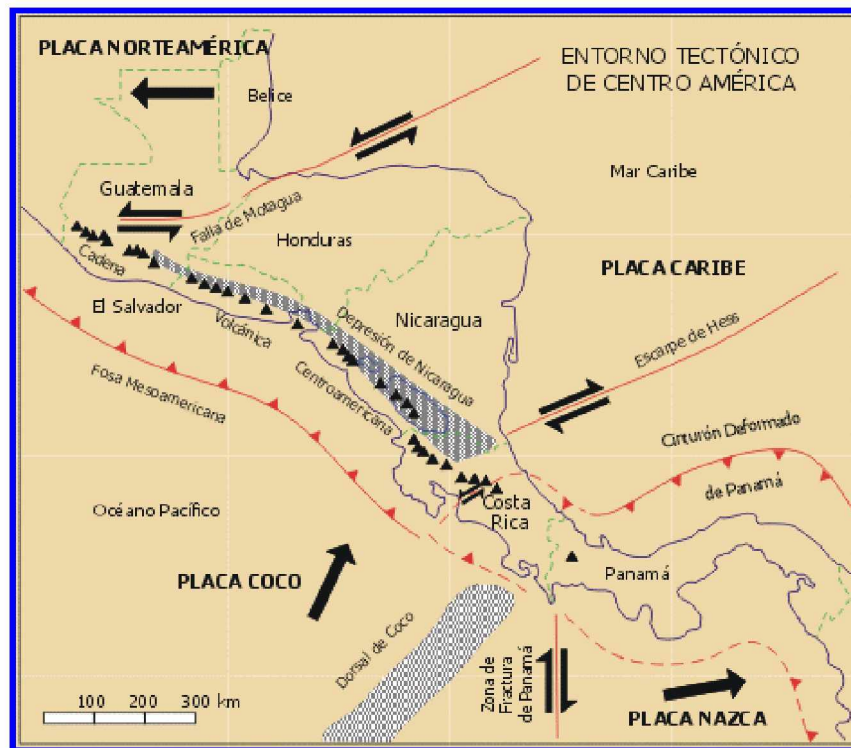 PLACA NORTEAMÉRICA
ENTORNO TECTÓNICO
DE CENTRO AMÉRICA
Belice
Mar Caribe
Guatemala
Falla de Motagua
Honduras
Cadena
PLACA CARIBE
El Salvador
Volcánica
Depresión de Nicaragua
Nicaragua
Escarpe de Hess
Fosa Mesoamericana
Centroamericana
Cinturón Deformado
de Panamá
Océano Pacífico
Costa
Rica
PLACA COCO
Panamá
Dorsal de Coco
Zona de
Fractura
de Panamá
100 200 300 km
PLACA NAZCA